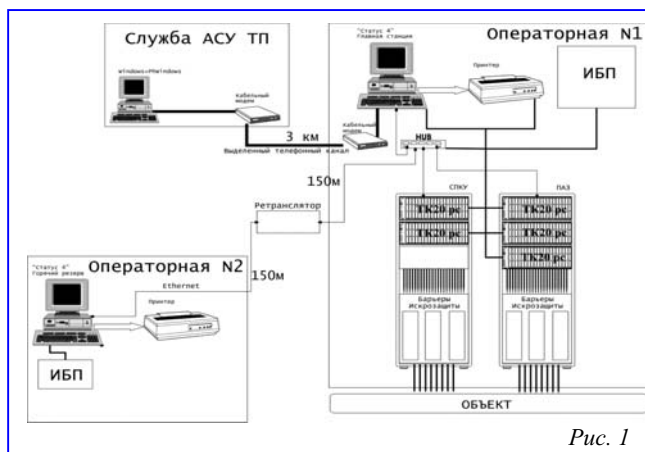 Служба АСУ ТП
Windows+PHWindows
Кабельный
модем
3 км
Выделенный телефонный канал
"Статус 4"
Главная станция
Операторная N1
Принтер
ИБП
Кабельный
модем
HUB
150м
Ретранслятор
150м
СПКУ
ПАЗ
ТК20 рс
ТК20 рс
ТК20 рс
ТК20 рс
ТК20 рс
Барьеры
Искрозащиты
Барьеры
Искрозащиты
ОБЪЕКТ
"Статус 4"
Горячий резерв
Операторная N2
Ethernet
Принтер
ИБП
Рис. 1